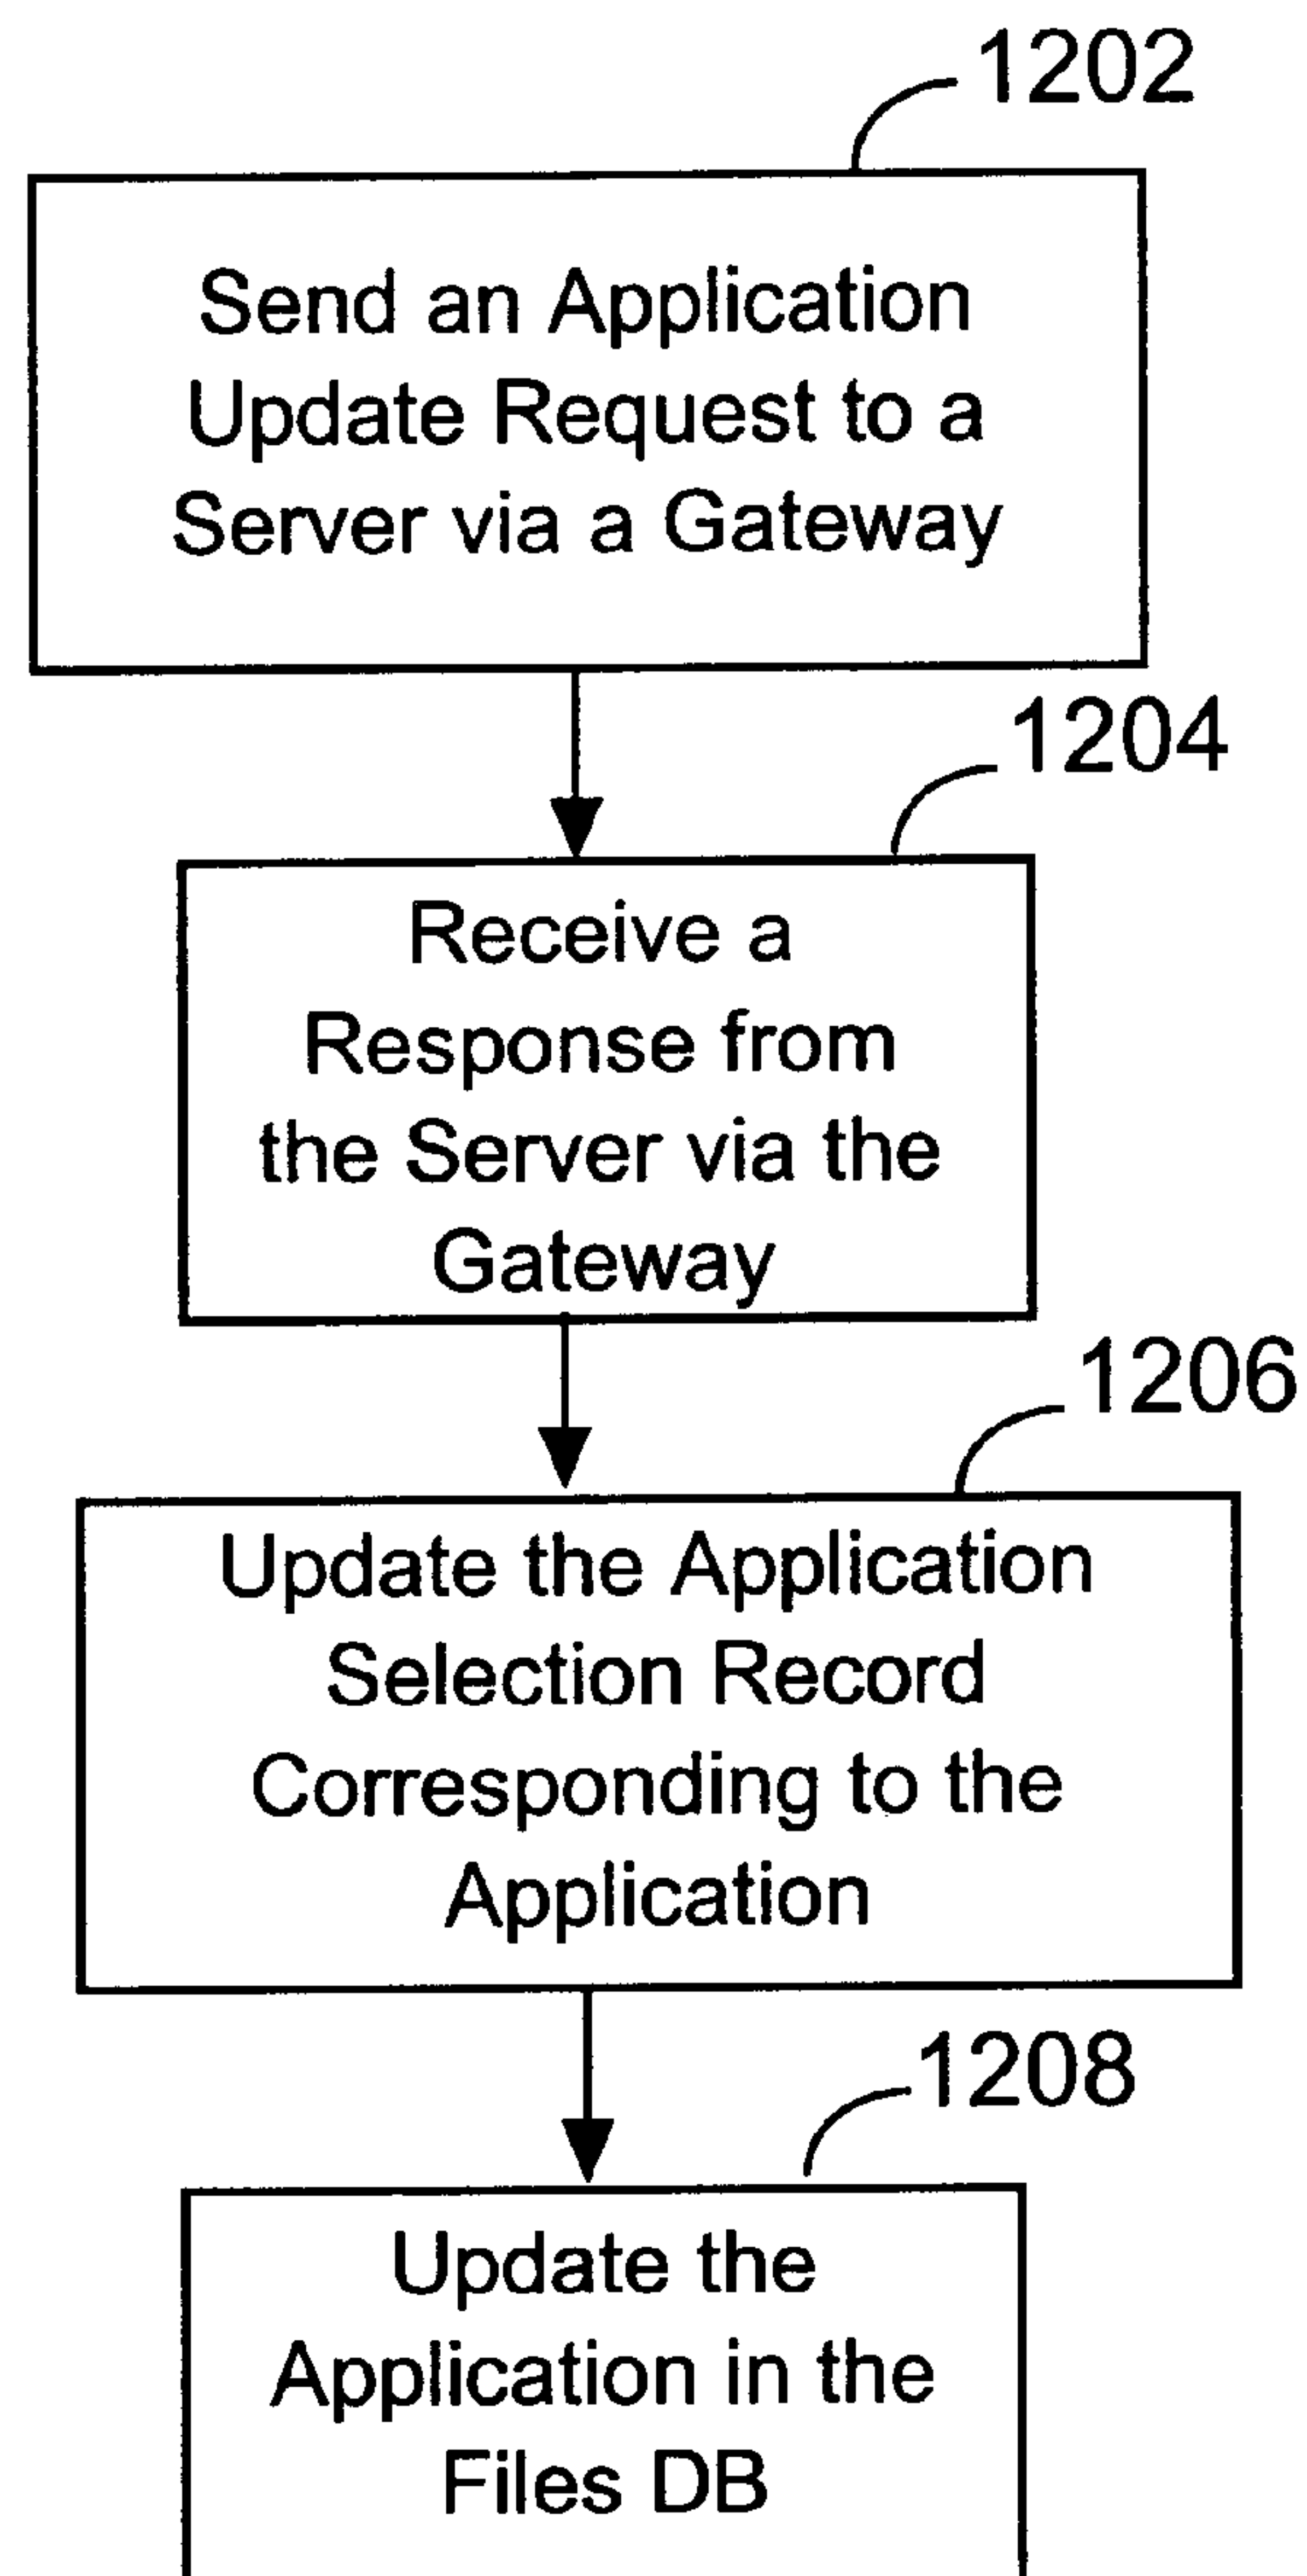 1202
Send an Application
Update Request to a
Server via a Gateway
1204
Receive a
Response from
the Server via the
Gateway
1206
Update the Application
Selection Record
Corresponding to the
Application
1208
Update the
Application in the
Files DB